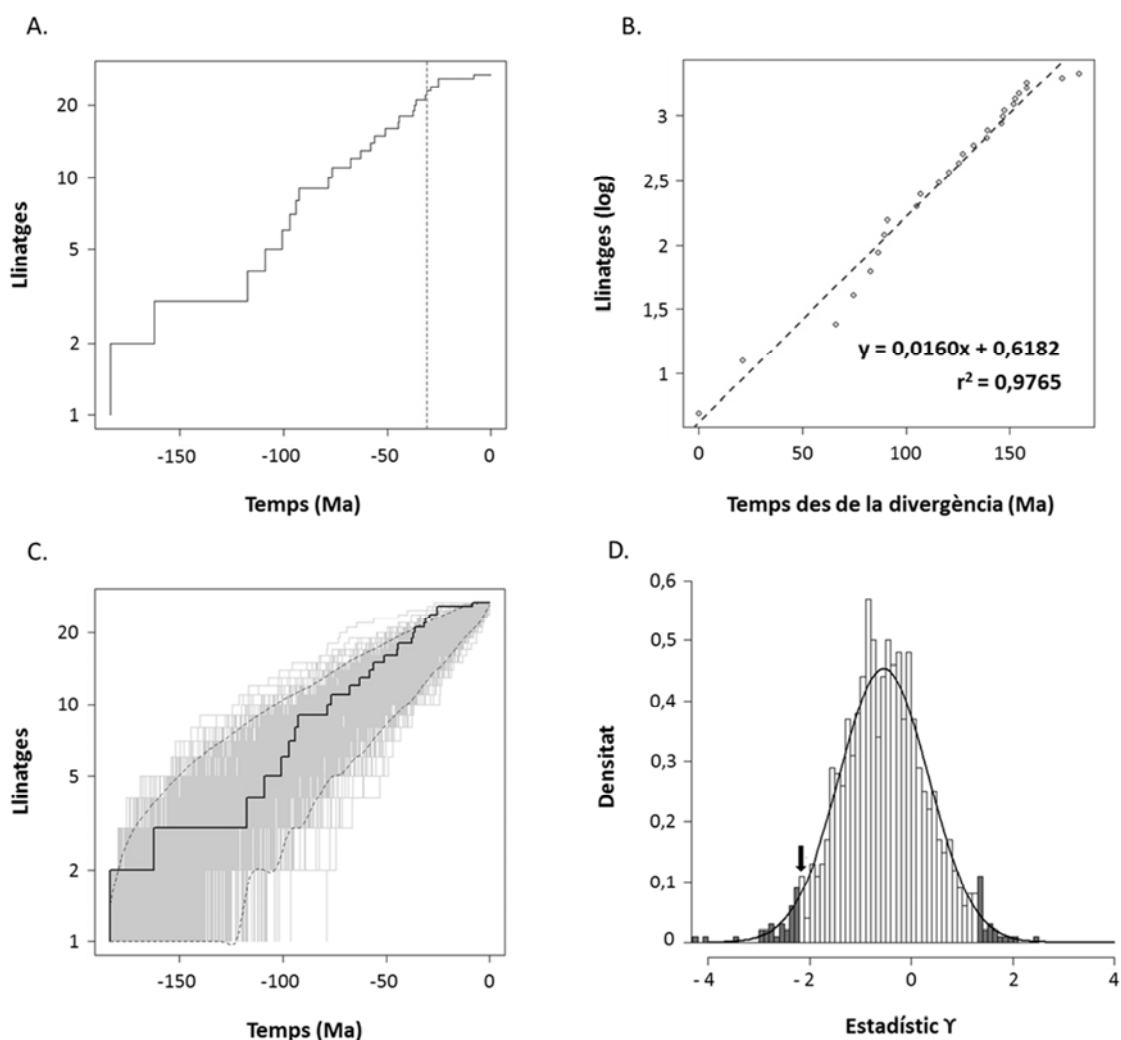 A.
20
10
5
2
1
Llinatges
-150
-100
-50
0
Temps (Ma)
B.
3
2,5
2
1,5
1
Llinatges (log)
y = 0,0160x + 0,6182
r² = 0,9765
0
50
100
150
Temps des de la divergència (Ma)
C.
20
10
5
2
1
Llinatges
-150
-100
-50
0
Temps (Ma)
D.
0,6
0,5
0,4
0,3
0,2
0,1
0
Densitat
- 4
- 2
0
2
4
Estadístic ϒ